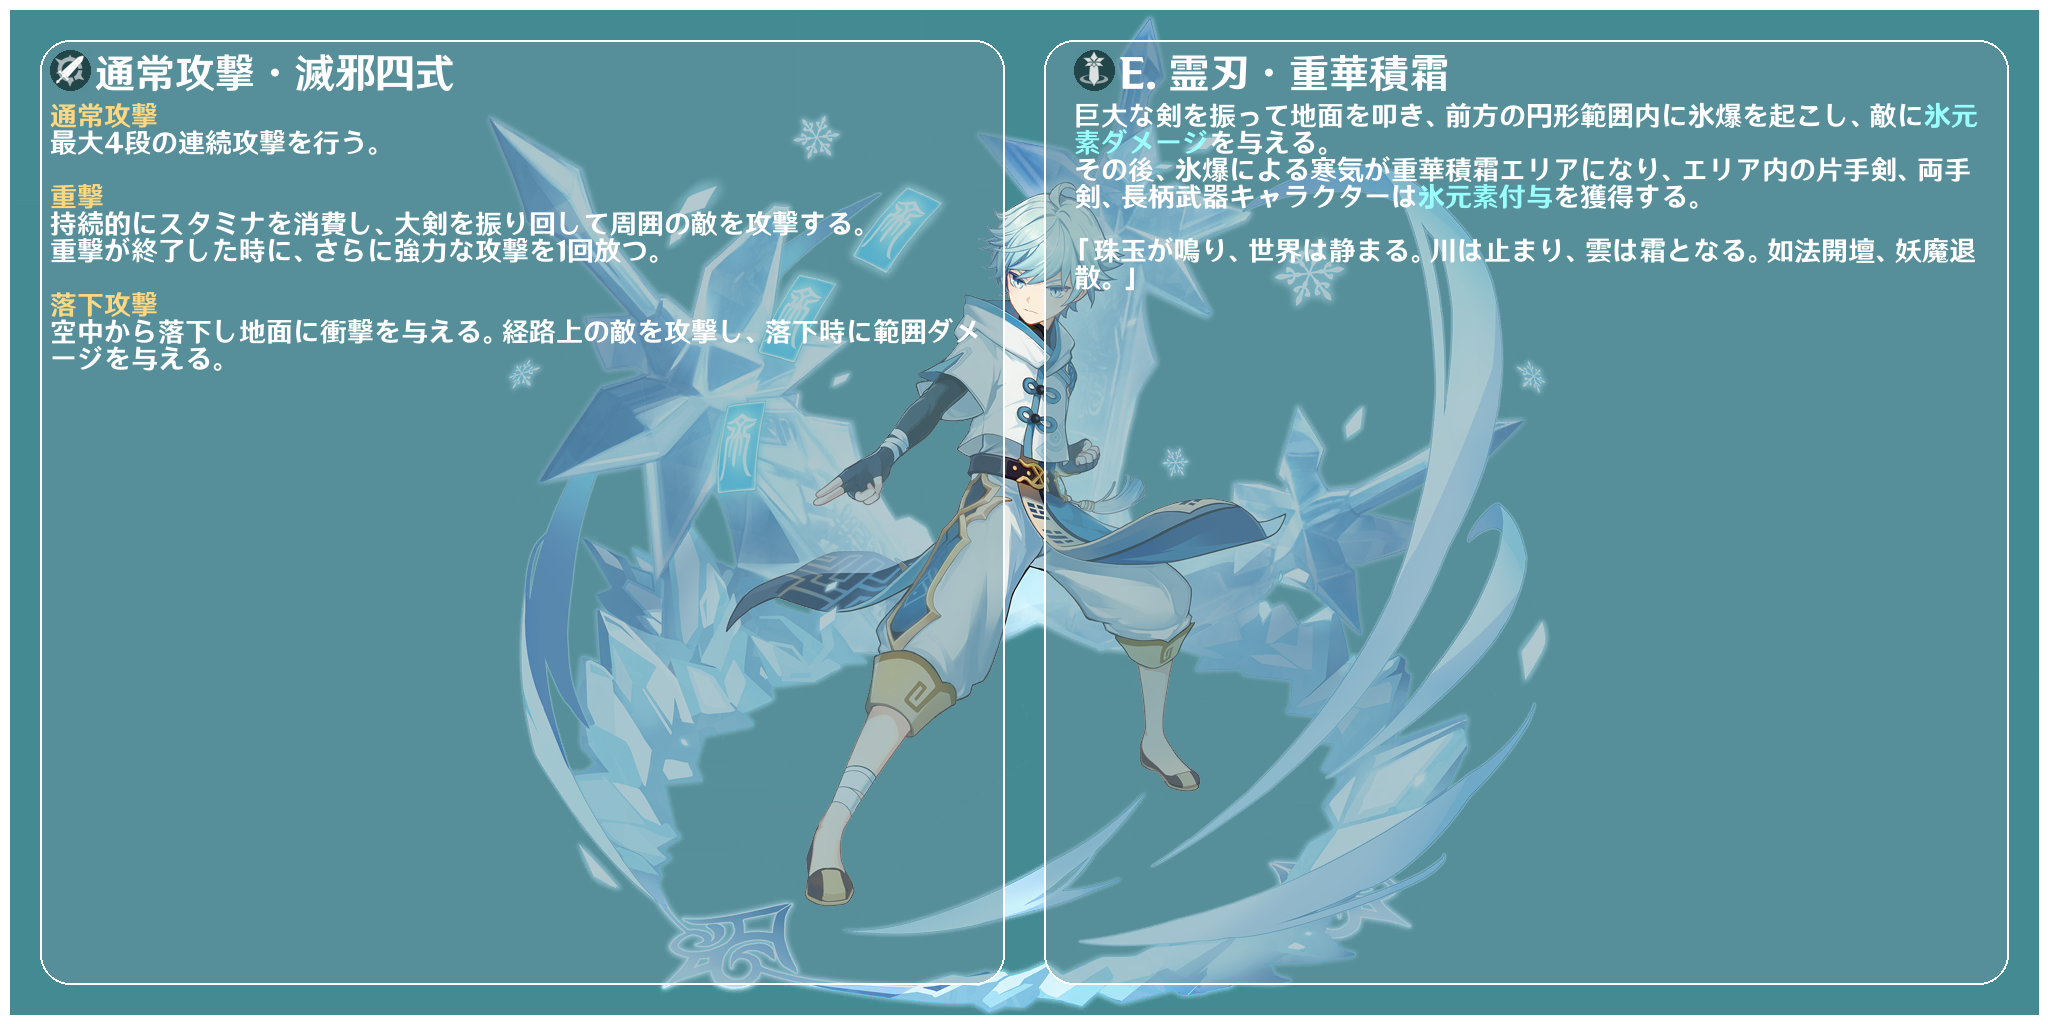 通常攻撃・滅邪四式
通常攻撃
最大4段の連続攻撃を行う。
重撃
持続的にスタミナを消費し、大剣を振り回して周囲の敵を攻撃する。
重撃が終了した時に、さらに強力な攻撃を1回放つ。
落下攻撃
空中から落下し地面に衝撃を与える。経路上の敵を攻撃し、落下時に範囲ダメ
ージを与える。
E. 霊刃・重華積霜
巨大な剣を振って地面を叩き、前方の円形範囲内に氷爆を起こし、敵に氷元
素ダメージを与える。
その後、氷爆による寒気が重華積霜エリアになり、エリア内の片手剣、両手
剣、長柄武器キャラクターは氷元素付与を獲得する。
「珠玉が鳴り、世界は静まる。川は止まり、雲は霜となる。如法開壇、妖魔退
散。」